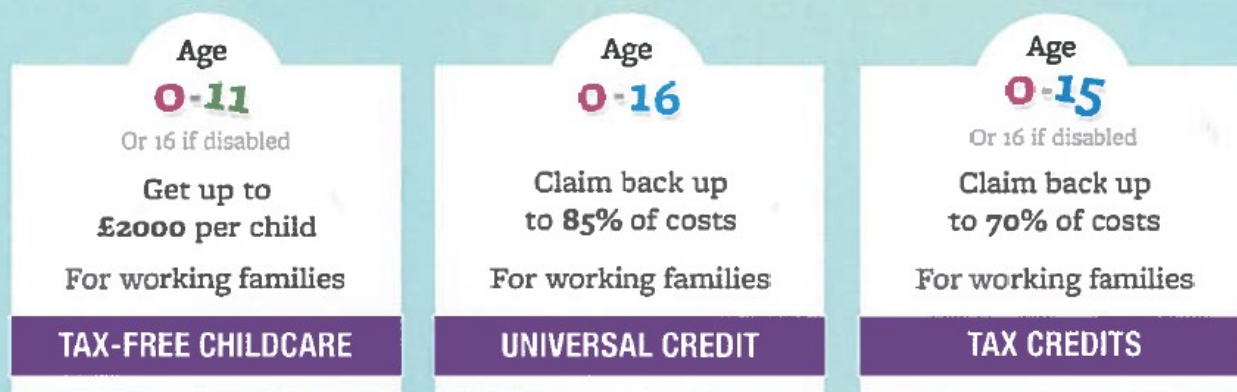 Age
0-11
Or 16 if disabled
Get up to
£2000 per child
For working families
TAX-FREE CHILDCARE
Age
0-16
Claim back up
to 85% of costs
For working families
UNIVERSAL CREDIT
Age
0-15
Or 16 if disabled
Claim back up
to 70% of costs
For working families
TAX CREDITS